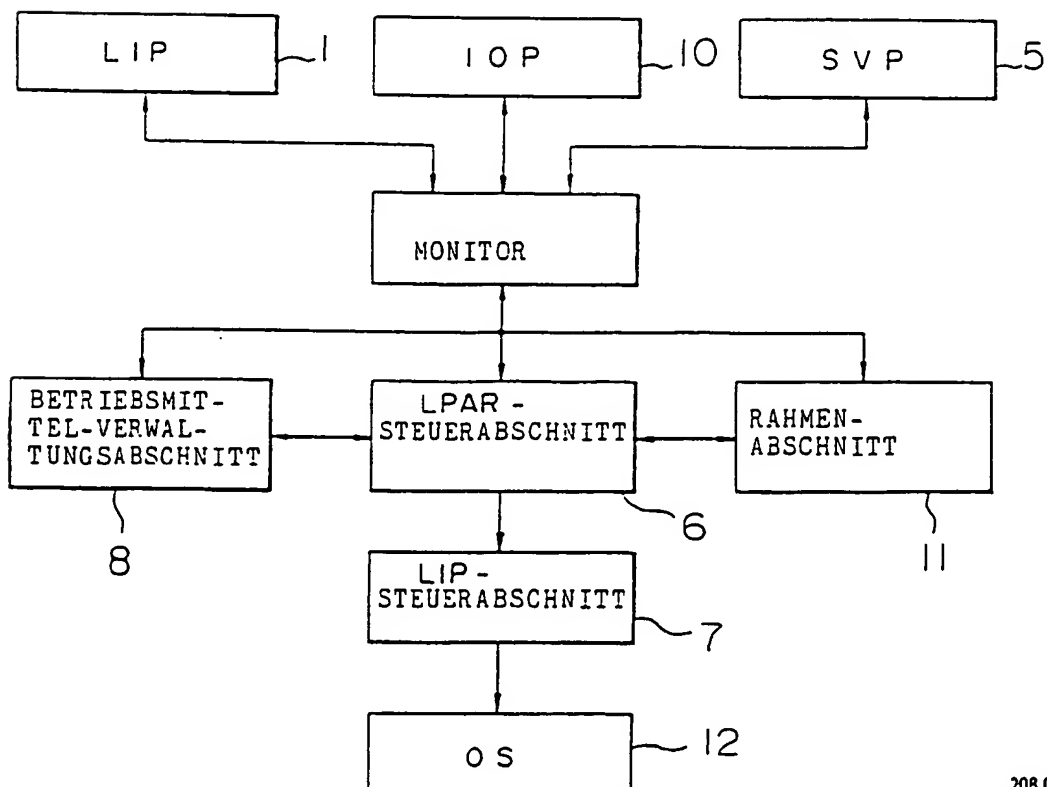 LIP
1
IOP
10
SVP
5
MONITOR
BETRIEBSMIT-
TEL-VERWAL-
TUNGSABSCHNITT
8
LPAR-
STEUERABSCHNITT
6
RAHMEN-
ABSCHNITT
11
LIP-
STEUERABSCHNITT
7
OS
12